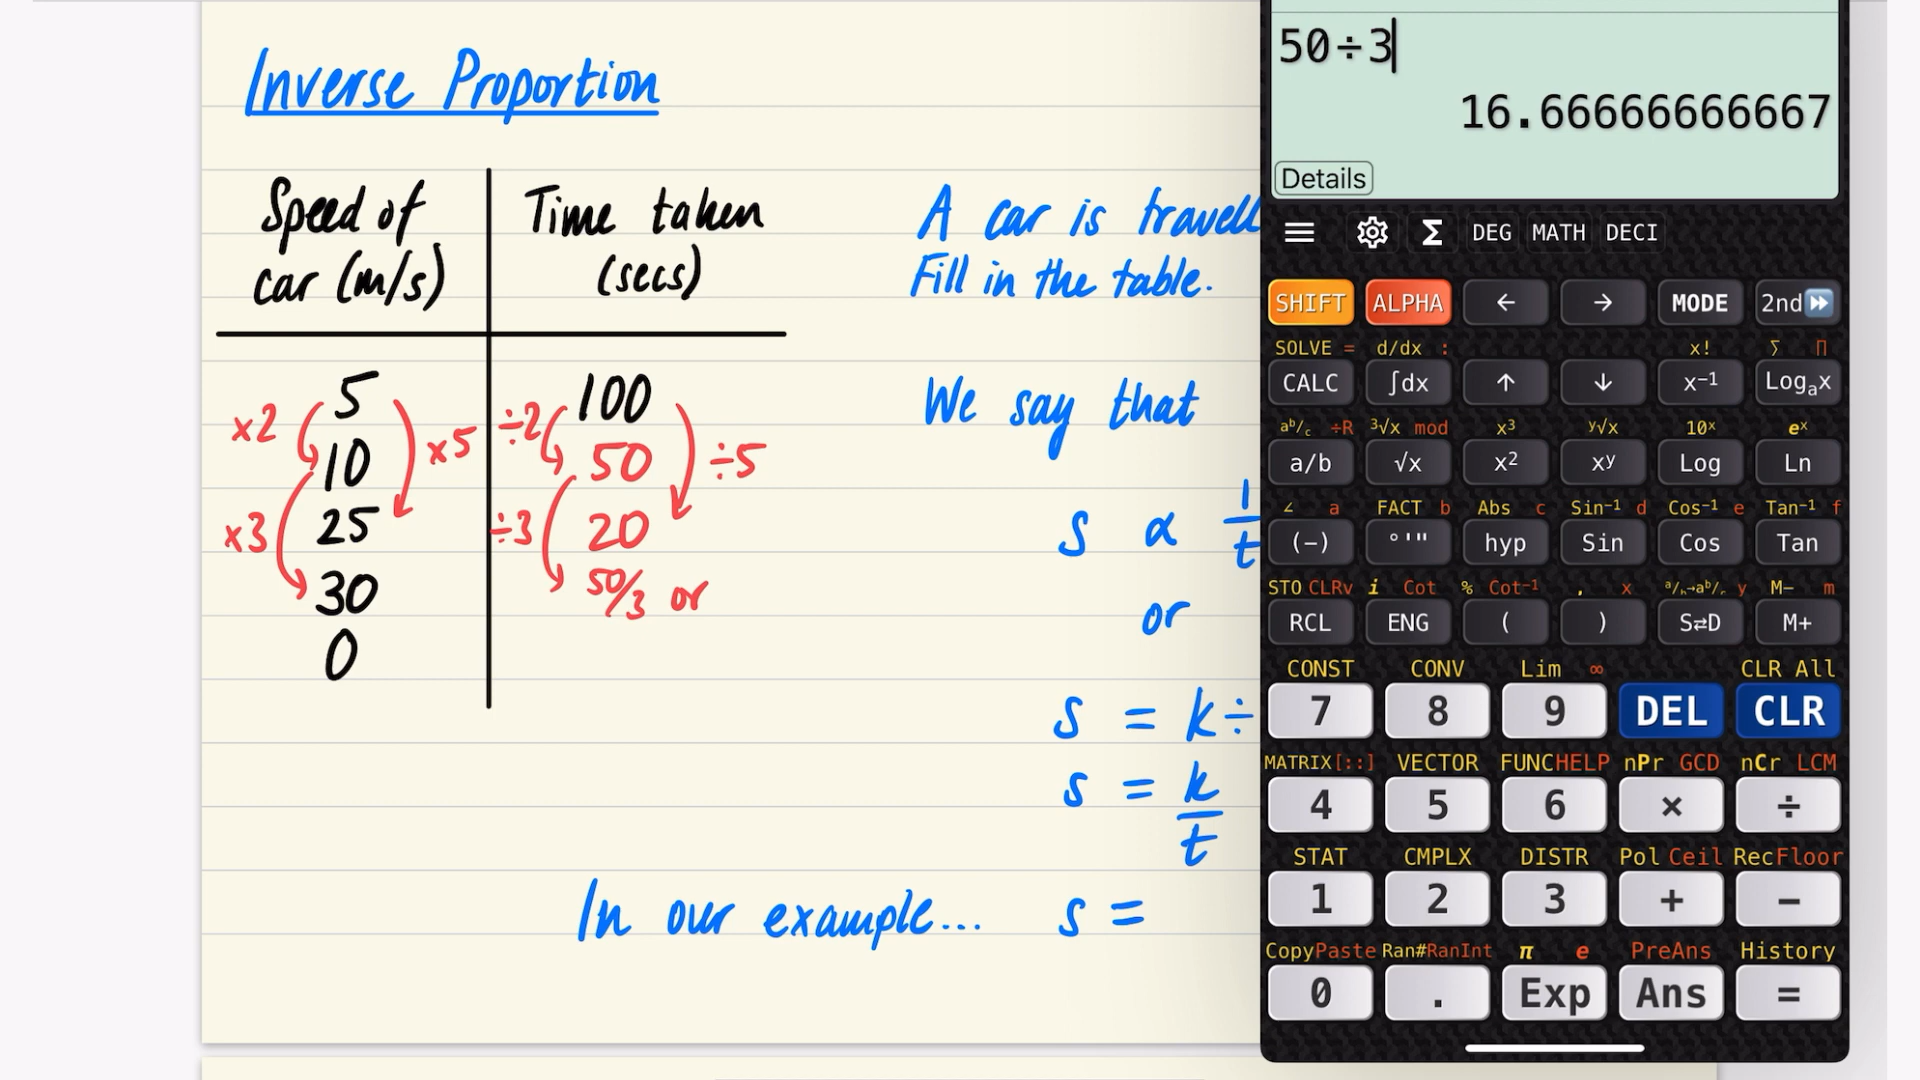 Inverse Proportion
Speed of car (m/s)
Time taken (secs)
5
10
25
30
0
×2
×3
×5
100
50
20
50/3 or
÷2
÷3
÷5
A car is travell
Fill in the table.
We say that
s ∝ 1/t
or
s = k÷
s = k/t
In our example... s =
50÷3
16.66666666667
Details
DEG MATH DECI
SHIFT ALPHA ← → MODE 2nd
SOLVE = d/dx : x! ∑ ∏
CALC ∫dx ↑ ↓ x⁻¹ Logₐx
aᵇ/c ÷R ³√x mod x³ ʸ√x 10ˣ eˣ
a/b √x x² xʸ Log Ln
∠ a FACT b Abs c Sin⁻¹ d Cos⁻¹ e Tan⁻¹ f
(−) °'" hyp Sin Cos Tan
STO CLRv i Cot % Cot⁻¹ , x y M− m
RCL ENG ( ) S⇄D M+
CONST CONV Lim ∞ CLR All
7 8 9 DEL CLR
MATRIX [::] VECTOR FUNC HELP nPr GCD nCr LCM
4 5 6 × ÷
STAT CMPLX DISTR Pol Ceil Rec Floor
1 2 3 + −
Copy Paste Ran# RanInt π e PreAns History
0 . Exp Ans =